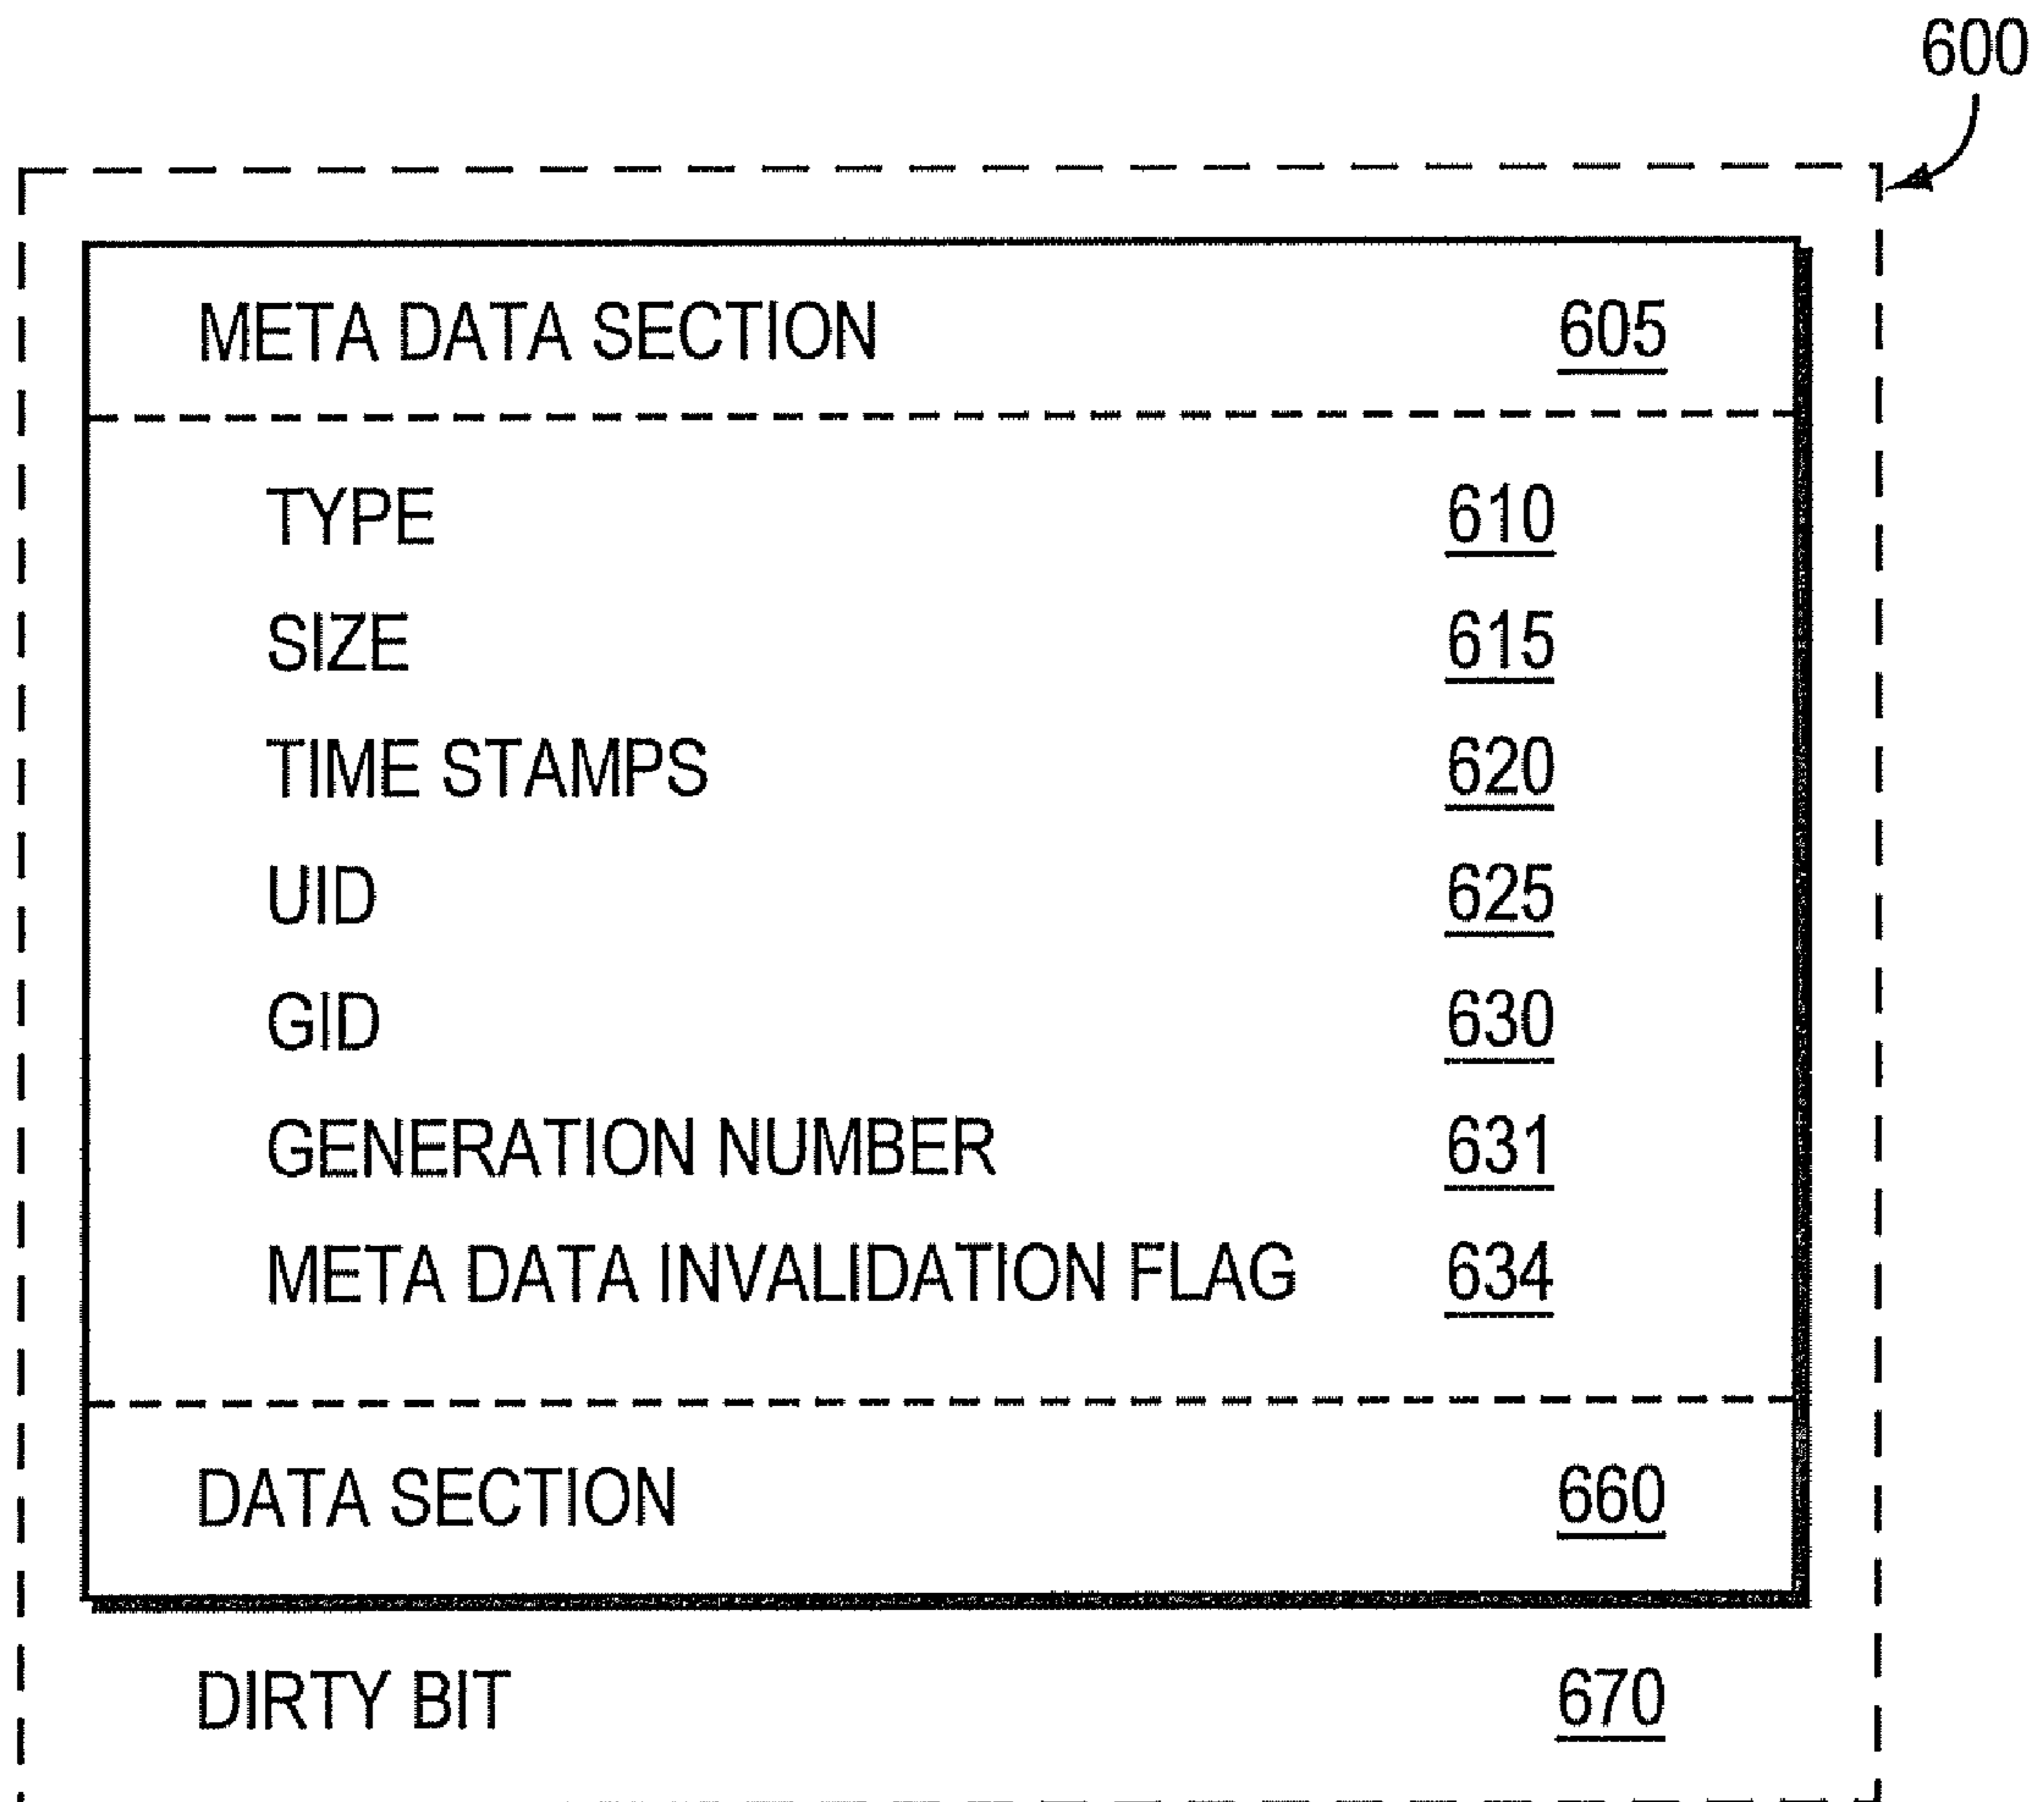 600
META DATA SECTION 605
TYPE 610
SIZE 615
TIME STAMPS 620
UID 625
GID 630
GENERATION NUMBER 631
META DATA INVALIDATION FLAG 634
DATA SECTION 660
DIRTY BIT 670